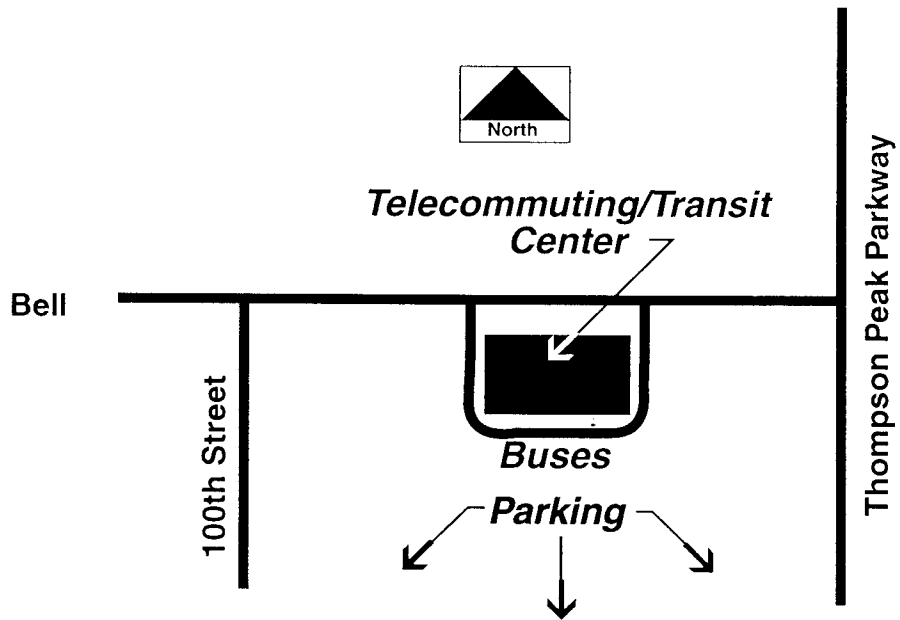 North
Telecommuting/Transit
Center
Bell
Thompson Peak Parkway
100th Street
Buses
Parking